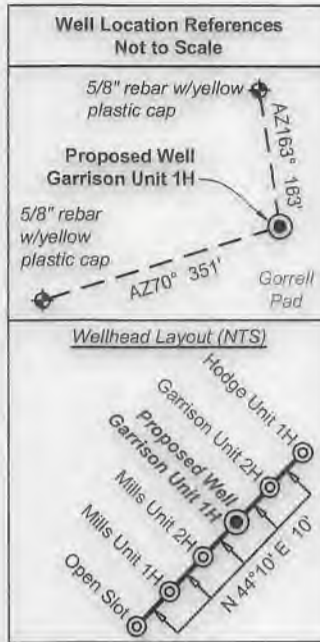 Well Location References
Not to Scale
5/8" rebar w/yellow
plastic cap
AZ163° 163'
Proposed Well
Garrison Unit 1H
5/8" rebar
w/yellow
plastic cap
AZ70° 351'
Gorrell
Pad
Wellhead Layout (NTS)
Hodge Unit 1H
Garrison Unit 2H
Proposed Well
Garrison Unit 1H
Mills Unit 2H
Mills Unit 1H
Open Slot
N 44°10' E 10'